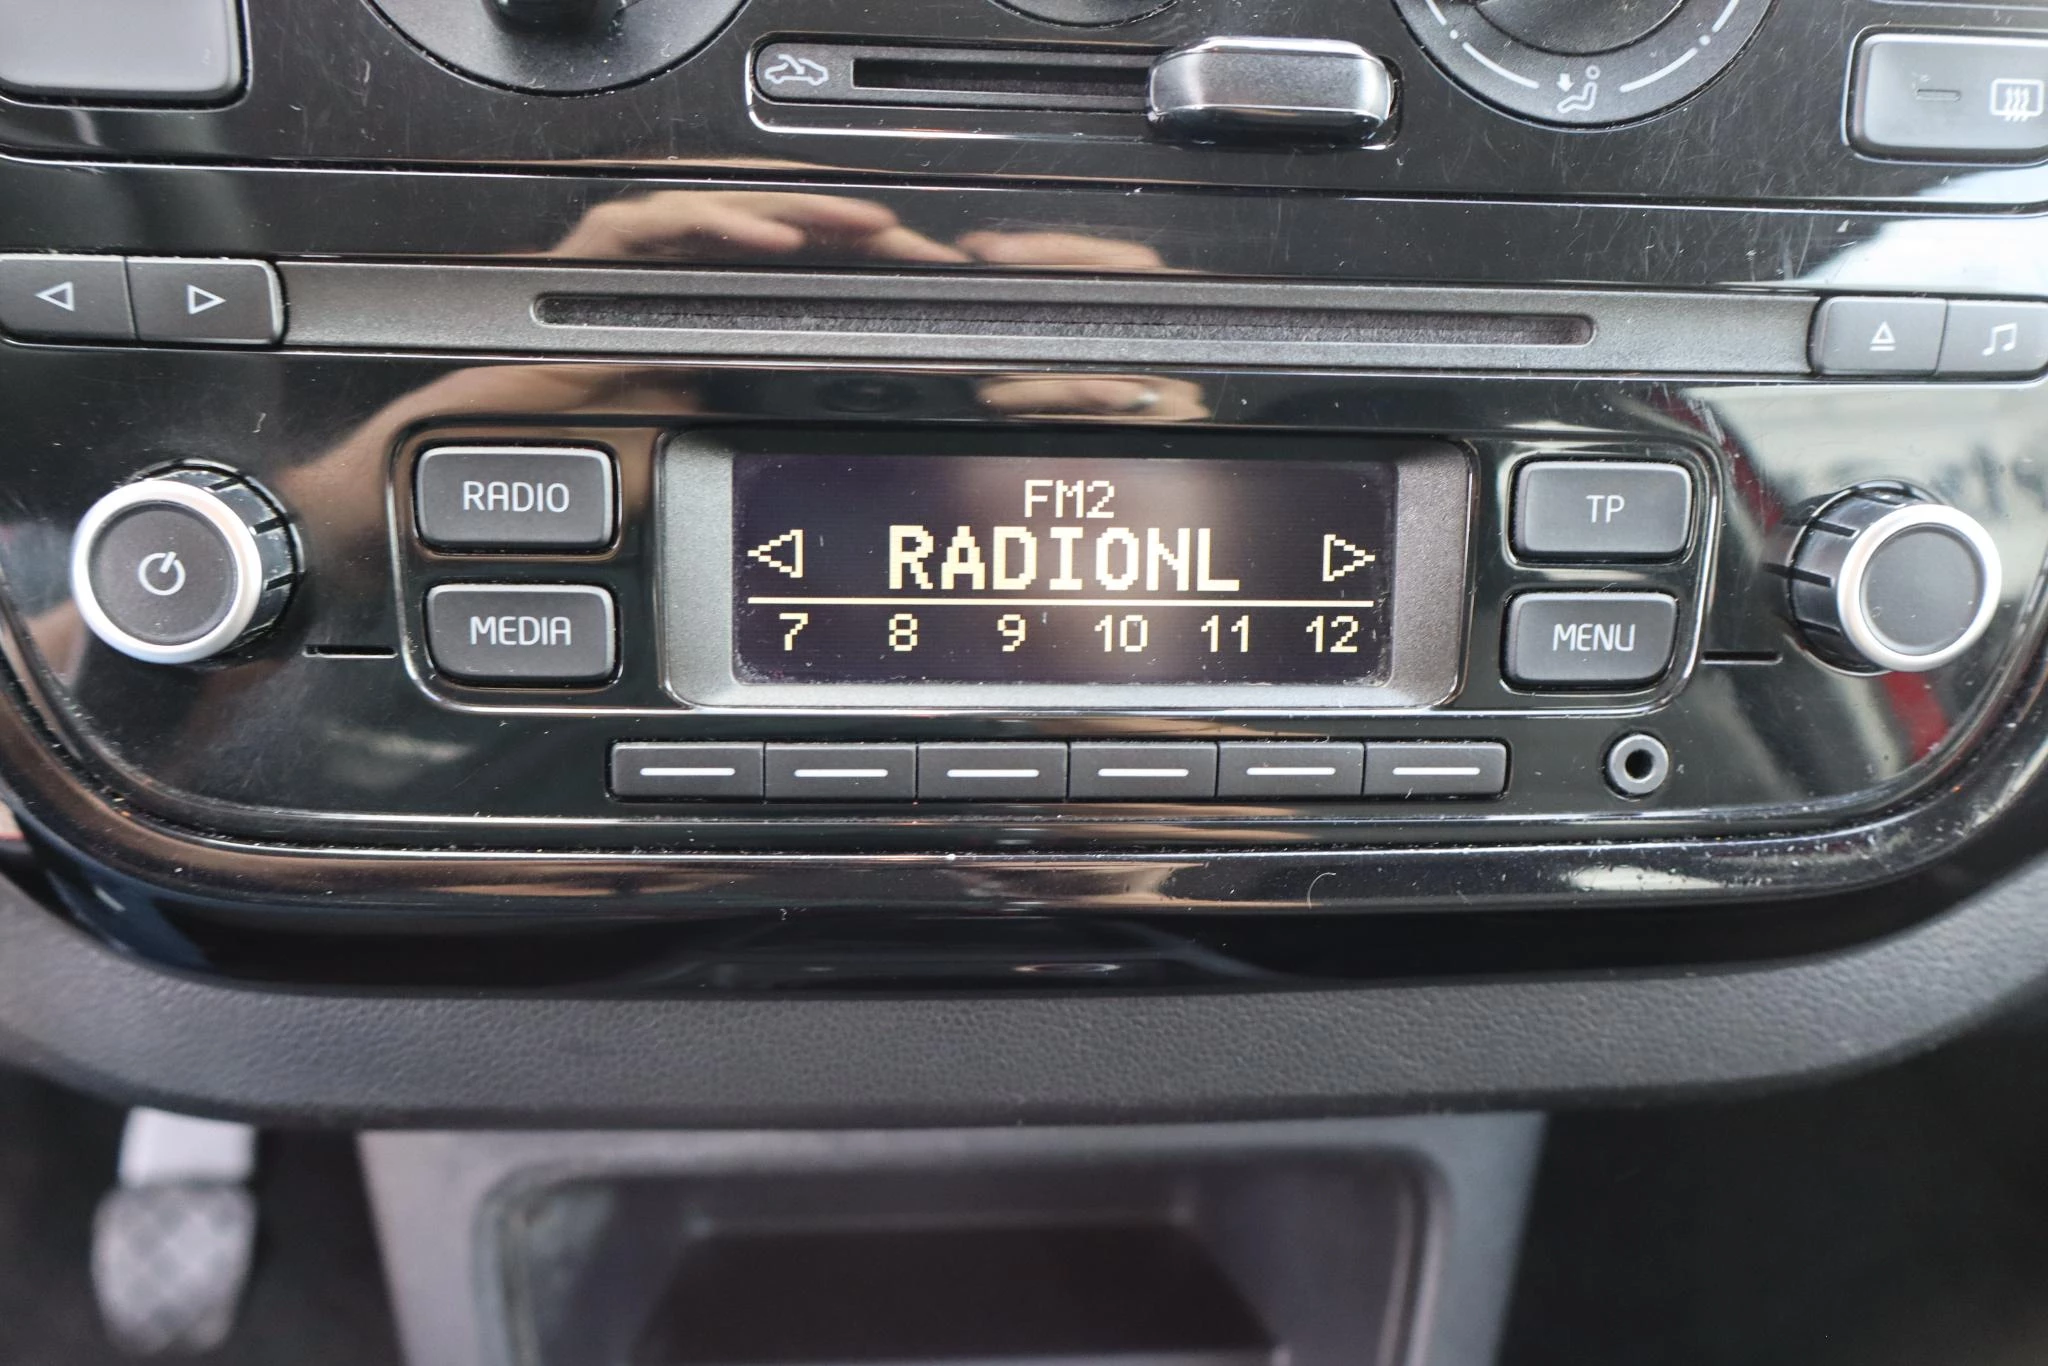 RADIO
MEDIA
FM2
RADIONL
7 8 9 10 11 12
TP
MENU